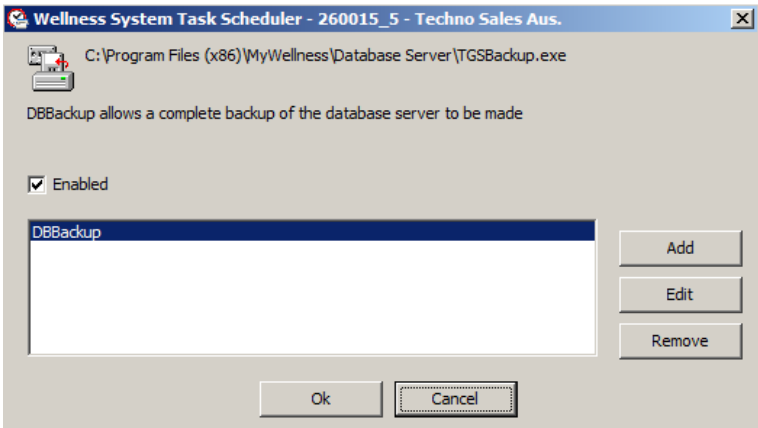 Wellness System Task Scheduler - 260015_5 - Techno Sales Aus.
C:\Program Files (x86)\MyWellness\Database Server\TGSBackup.exe
DBBackup allows a complete backup of the database server to be made
Enabled
DBBackup
Add
Edit
Remove
Ok
Cancel